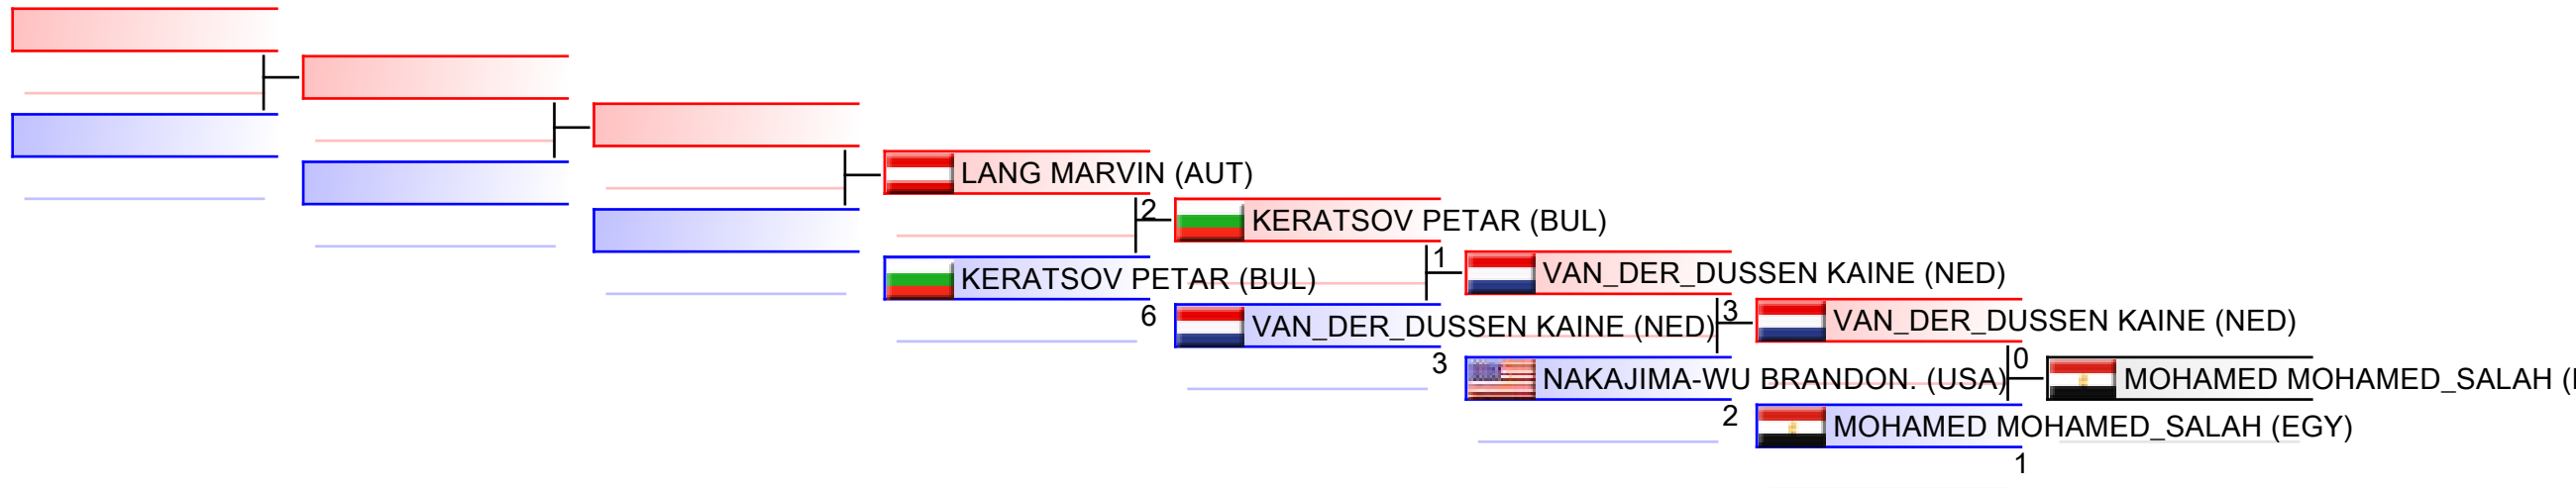 LANG MARVIN (AUT)
2
KERATSOV PETAR (BUL)
6
KERATSOV PETAR (BUL)
1
VAN_DER_DUSSEN KAINE (NED)
3
VAN_DER_DUSSEN KAINE (NED)
3
NAKAJIMA-WU BRANDON. (USA)
2
VAN_DER_DUSSEN KAINE (NED)
0
MOHAMED MOHAMED_SALAH (EGY)
1
MOHAMED MOHAMED_SALAH (